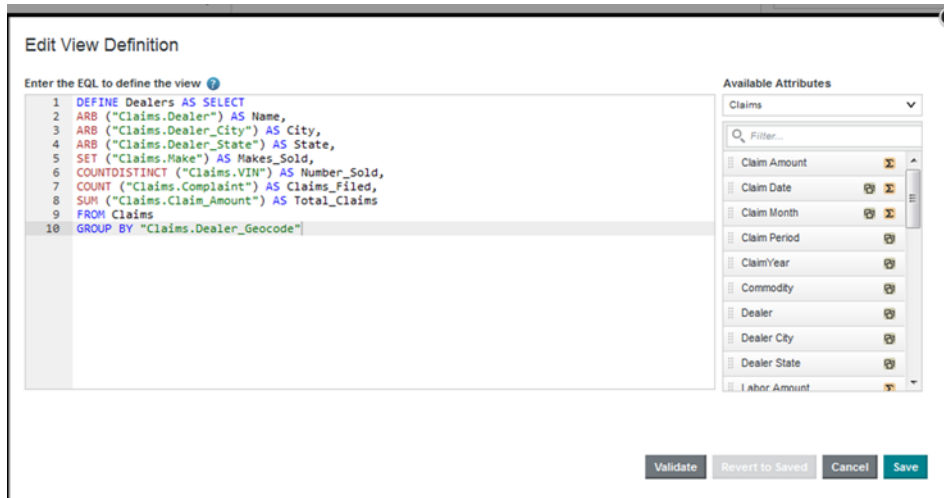 Edit View Definition
Enter the EQL to define the view ?
1 DEFINE Dealers AS SELECT
2 ARB ("Claims.Dealer") AS Name,
3 ARB ("Claims.Dealer_City") AS City,
4 ARB ("Claims.Dealer_State") AS State,
5 SET ("Claims.Make") AS Makes_Sold,
6 COUNTDISTINCT ("Claims.VIN") AS Number_Sold,
7 COUNT ("Claims.Complaint") AS Claims_Filed,
8 SUM ("Claims.Claim_Amount") AS Total_Claims
9 FROM Claims
10 GROUP BY "Claims.Dealer_Geocode"
Available Attributes
Claims
Filter...
Claim Amount Σ
Claim Date Σ
Claim Month Σ
Claim Period
ClaimYear
Commodity
Dealer
Dealer City
Dealer State
Labor Amount Σ
Validate Revert to Saved Cancel Save